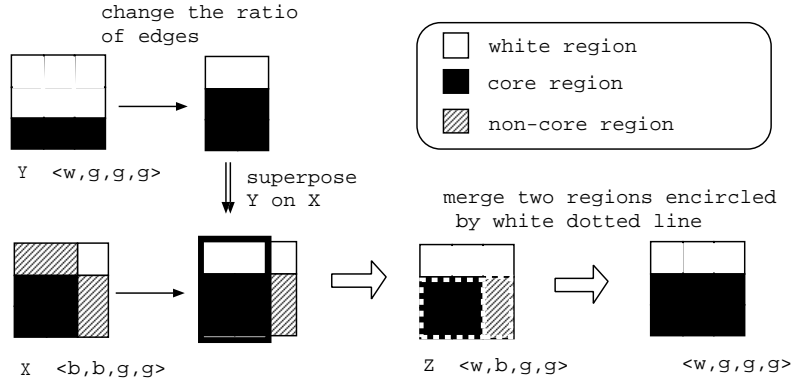 change the ratio
of edges
white region
core region
non-core region
Y <w,g,g,g>
superpose
Y on X
merge two regions encircled
by white dotted line
X <b,b,g,g>
Z <w,b,g,g>
<w,g,g,g>